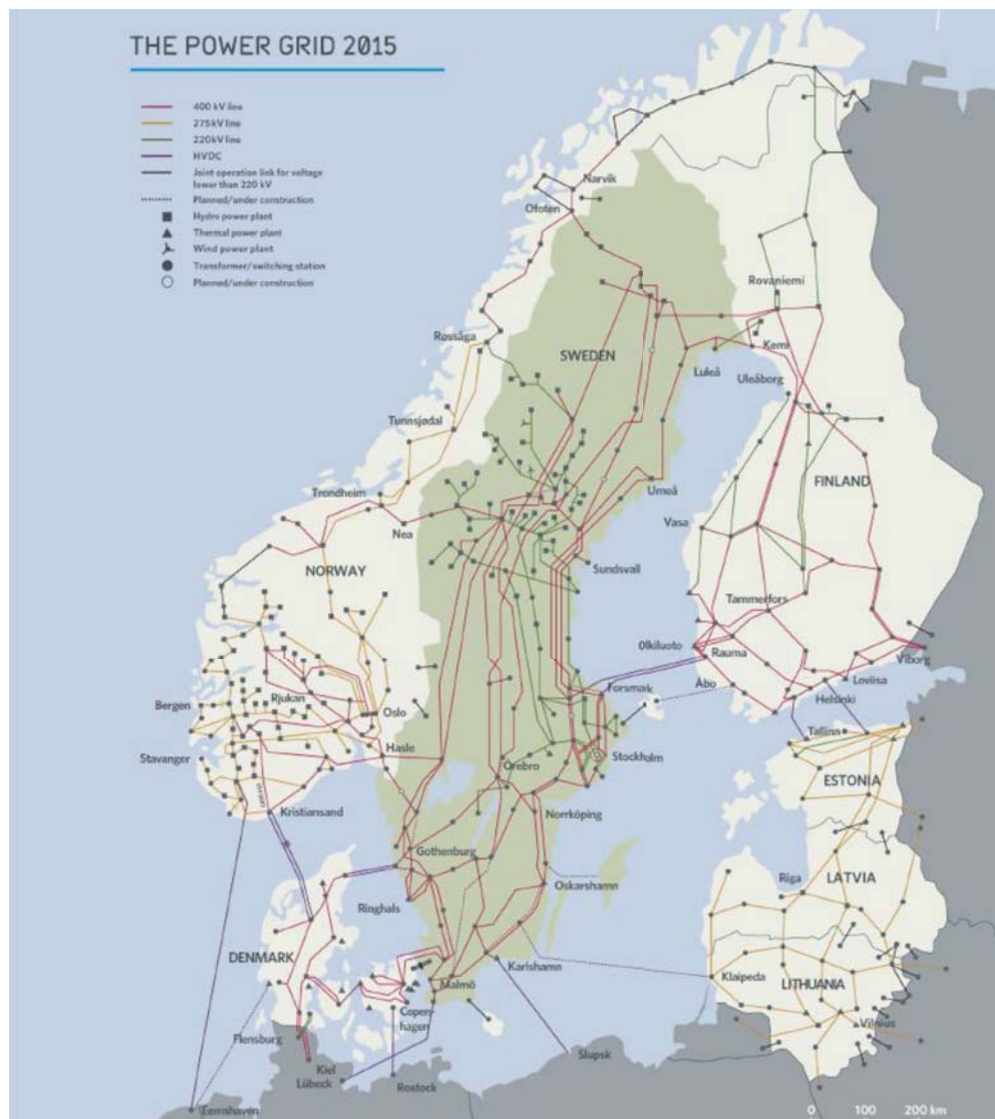 THE POWER GRID 2015
400 kV line
275 kV line
220 kV line
HVDC
Joint operation link for voltage
lower than 220 kV
Planned/under construction
Hydro power plant
Thermal power plant
Wind power plant
Transformer/switching station
Planned/under construction
Narvik
Ofoten
Rovaniemi
Røssåga
SWEDEN
Kemi
Luleå
Uleåborg
Tunnsjødal
FINLAND
Trondheim
Umeå
Vasa
Nea
Sundsvall
NORWAY
Tammerfors
Olkiluoto
Rauma
Viborg
Forsmark
Åbo
Loviisa
Helsinki
Bergen
Rjukan
Oslo
Tallinn
Hasle
Stockholm
Stavanger
Örebro
ESTONIA
Kristiansand
Norrköping
Gothenburg
Riga
LATVIA
Oskarshamn
Ringhals
DENMARK
Karlshamn
Klaipeda
LITHUANIA
Malmö
Copen-
hagen
Vilnius
Flensburg
Kiel
Slupsk
Lübeck
Rostock
Eemshaven
0 100 200 km